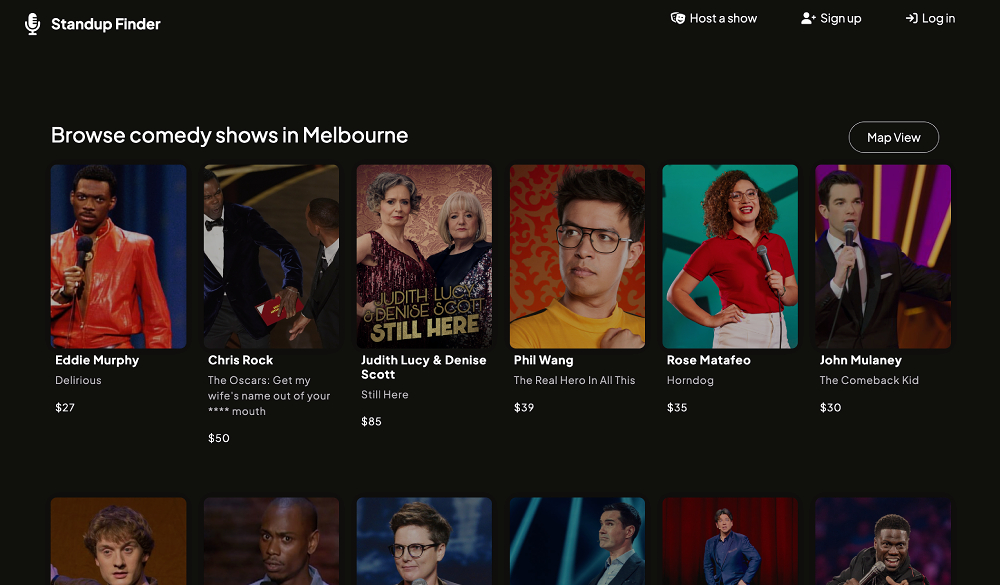 Standup Finder
Host a show
Sign up
Log in
Browse comedy shows in Melbourne
Map View
JUDITH LUCY
& DENISE SCOTT
STILL HERE
Eddie Murphy
Delirious
$27
Chris Rock
The Oscars: Get my
wife's name out of your
**** mouth
$50
Judith Lucy & Denise
Scott
Still Here
$85
Phil Wang
The Real Hero In All This
$39
Rose Matafeo
Horndog
$35
John Mulaney
The Comeback Kid
$30